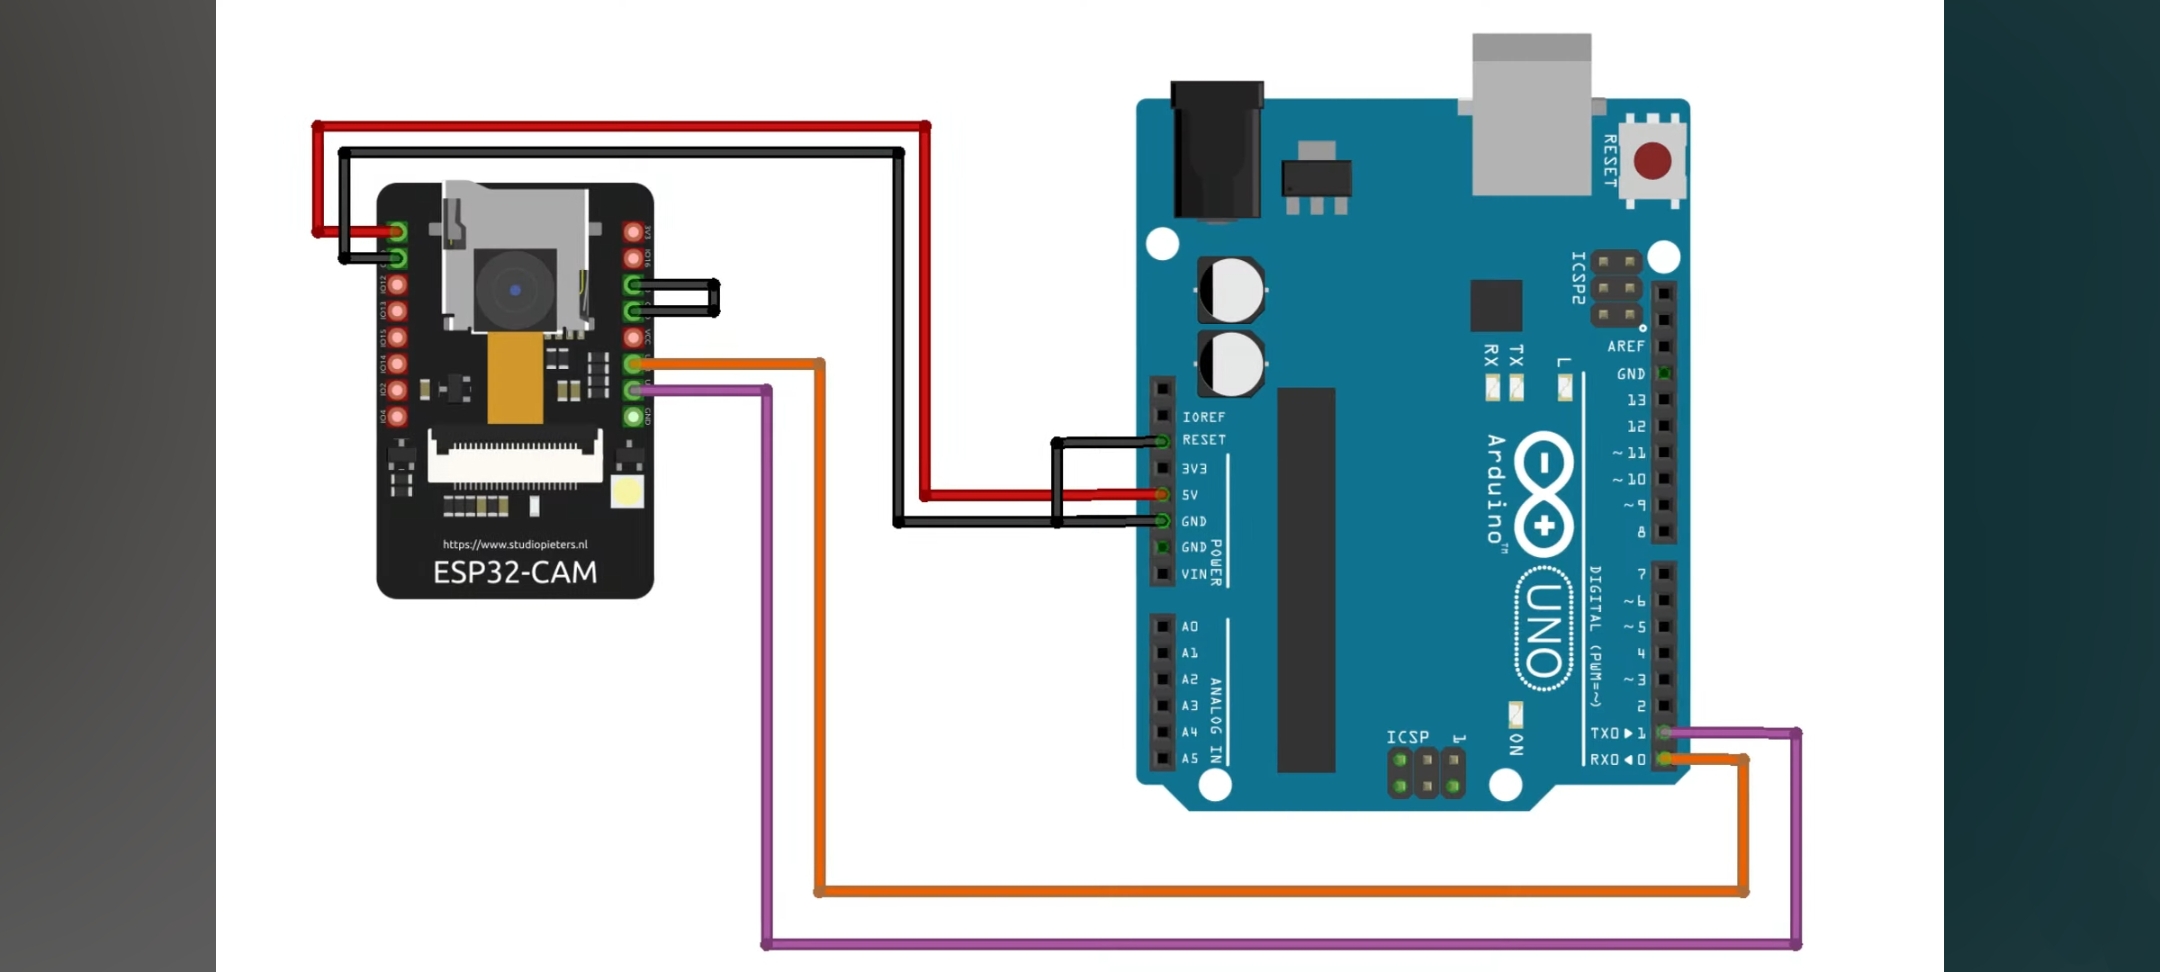 3V3
IO16
IO12
IO13
IO15
VCC
IO14
IO2
IO4
GND
https://www.studiopieters.nl
ESP32-CAM
RESET
ICSP2
AREF
GND
13
12
~11
~10
~9
8
RX
TX
L
IOREF
RESET
3V3
5V
GND
GND
VIN
POWER
Arduino™
UNO
DIGITAL (PWM=~)
7
~6
~5
4
~3
2
TX0▶1
RX0◀0
A0
A1
A2
A3
A4
A5
ANALOG IN
ICSP
1
ON